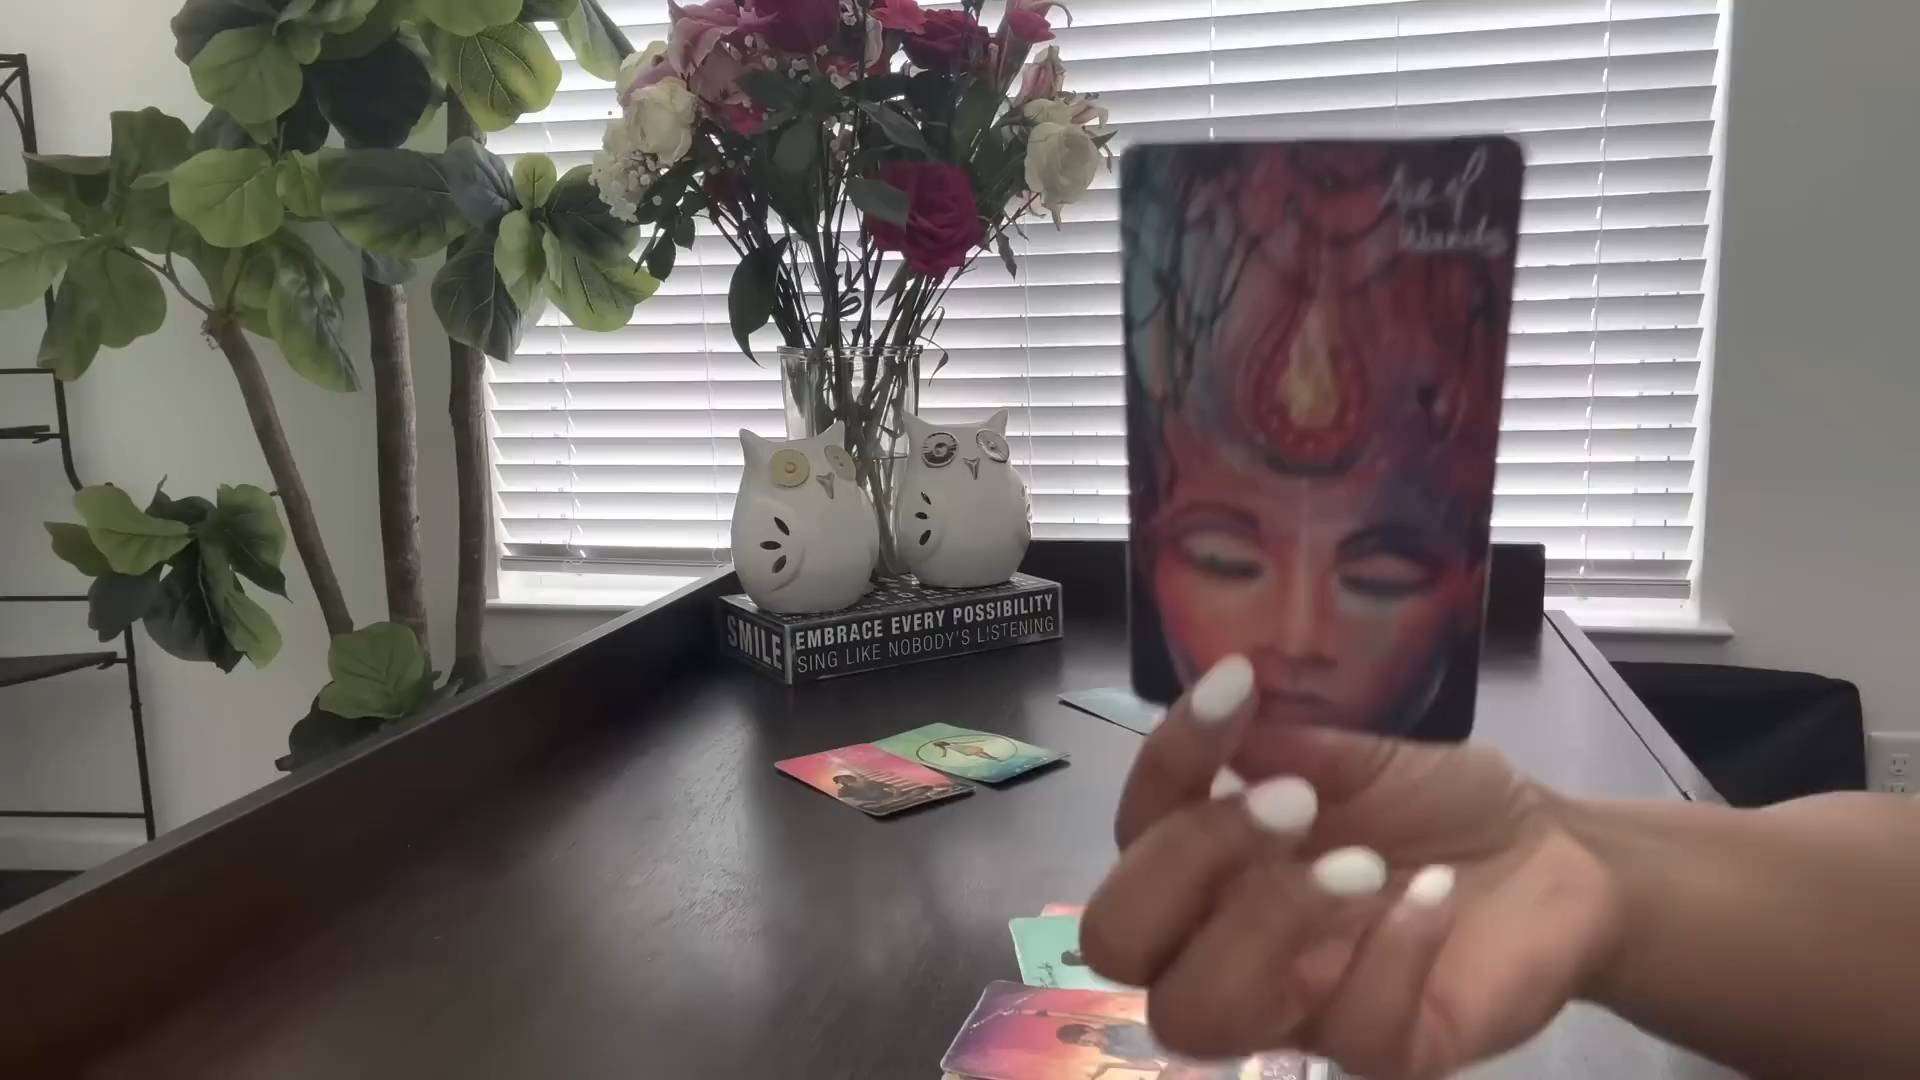 Ace of
Wands
SMILE
EMBRACE EVERY POSSIBILITY
SING LIKE NOBODY'S LISTENING